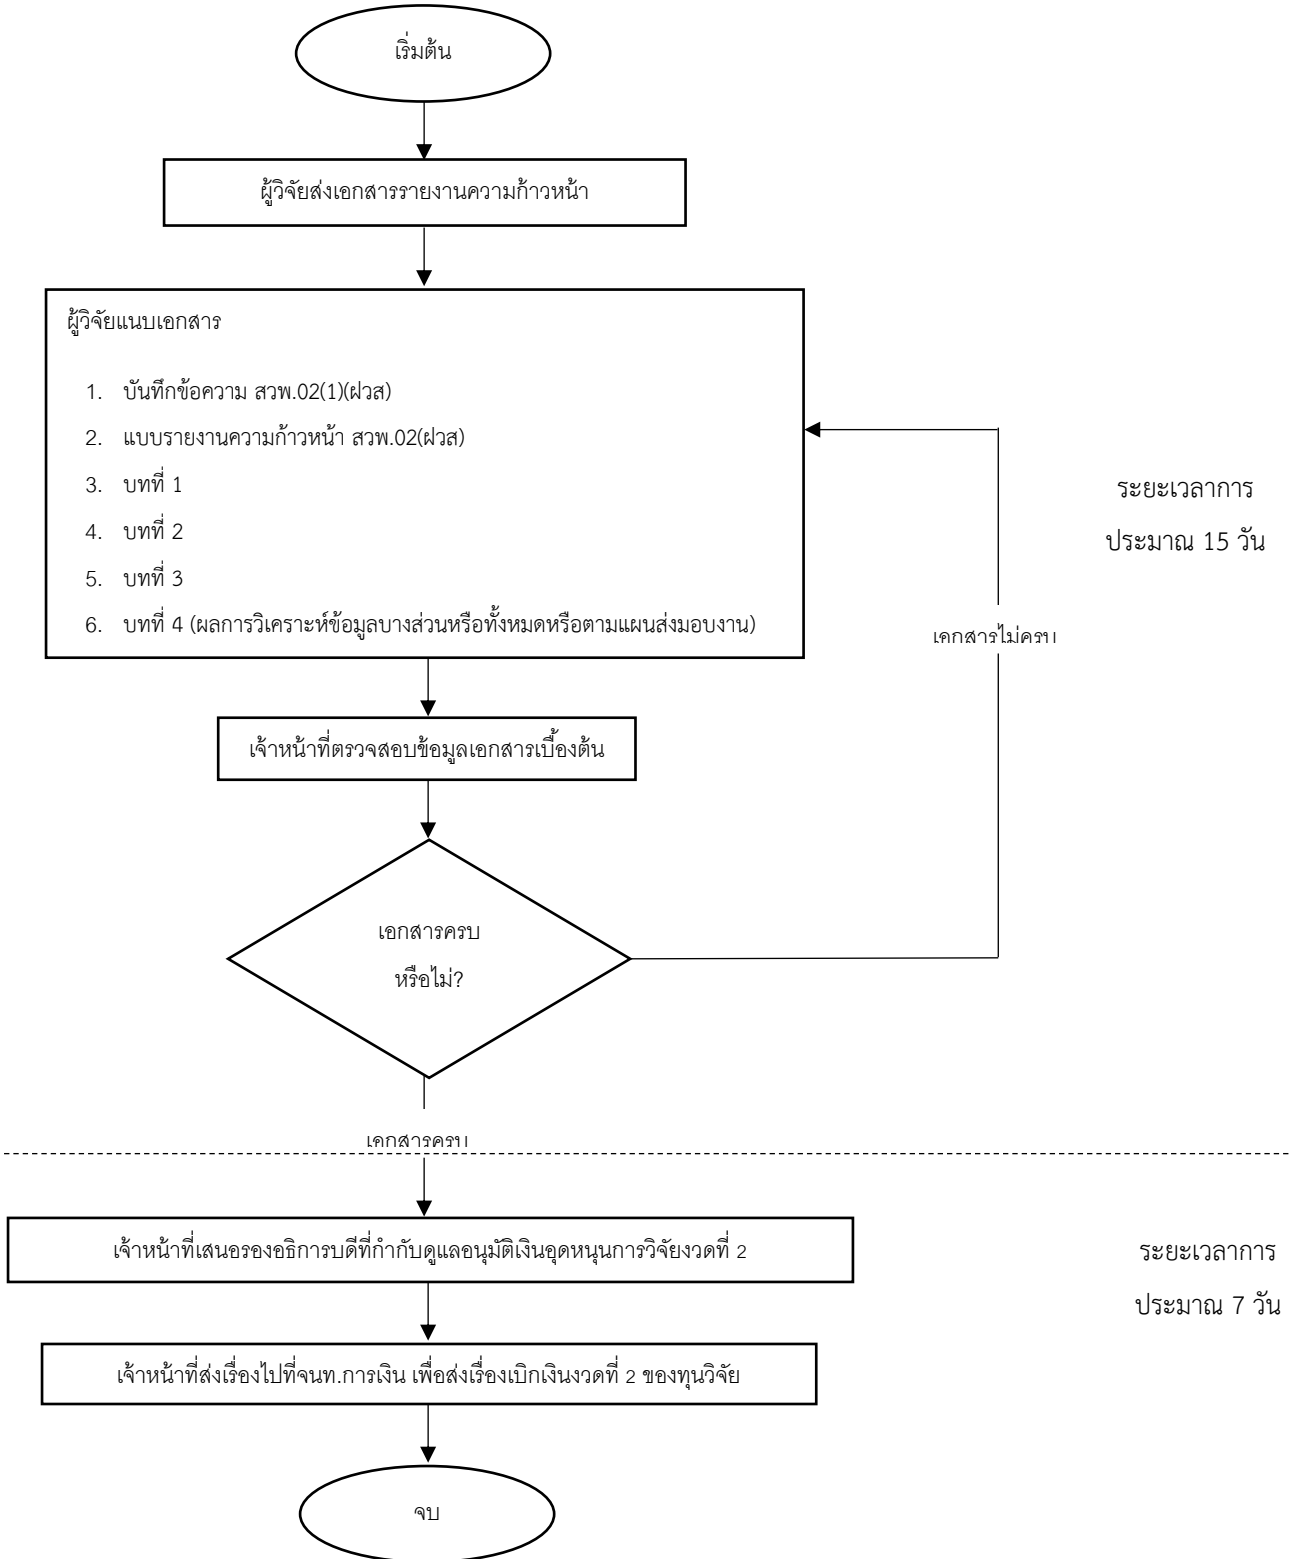 เริ่มต้น
ผู้วิจัยส่งเอกสารรายงานความก้าวหน้า
ผู้วิจัยแนบเอกสาร
1. บันทึกข้อความ สวพ.02(1)(ฝวส)
2. แบบรายงานความก้าวหน้า สวพ.02(ฝวส)
3. บทที่ 1
4. บทที่ 2
5. บทที่ 3
6. บทที่ 4 (ผลการวิเคราะห์ข้อมูลบางส่วนหรือทั้งหมดหรือตามแผนส่งมอบงาน)
ระยะเวลาการ
ประมาณ 15 วัน
เอกสารไม่ครบ
เจ้าหน้าที่ตรวจสอบข้อมูลเอกสารเบื้องต้น
เอกสารครบ
หรือไม่?
เอกสารครบ
เจ้าหน้าที่เสนอรองอธิการบดีที่กำกับดูแลอนุมัติเงินอุดหนุนการวิจัยงวดที่ 2
ระยะเวลาการ
ประมาณ 7 วัน
เจ้าหน้าที่ส่งเรื่องไปที่จนท.การเงิน เพื่อส่งเรื่องเบิกเงินงวดที่ 2 ของทุนวิจัย
จบ